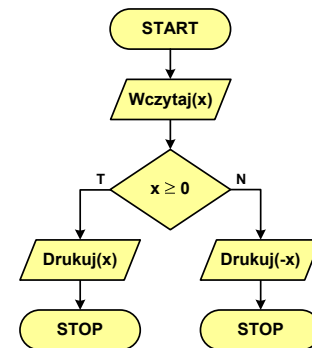 START
Wczytaj(x)
T
x ≥ 0
N
Drukuj(x)
Drukuj(-x)
STOP
STOP